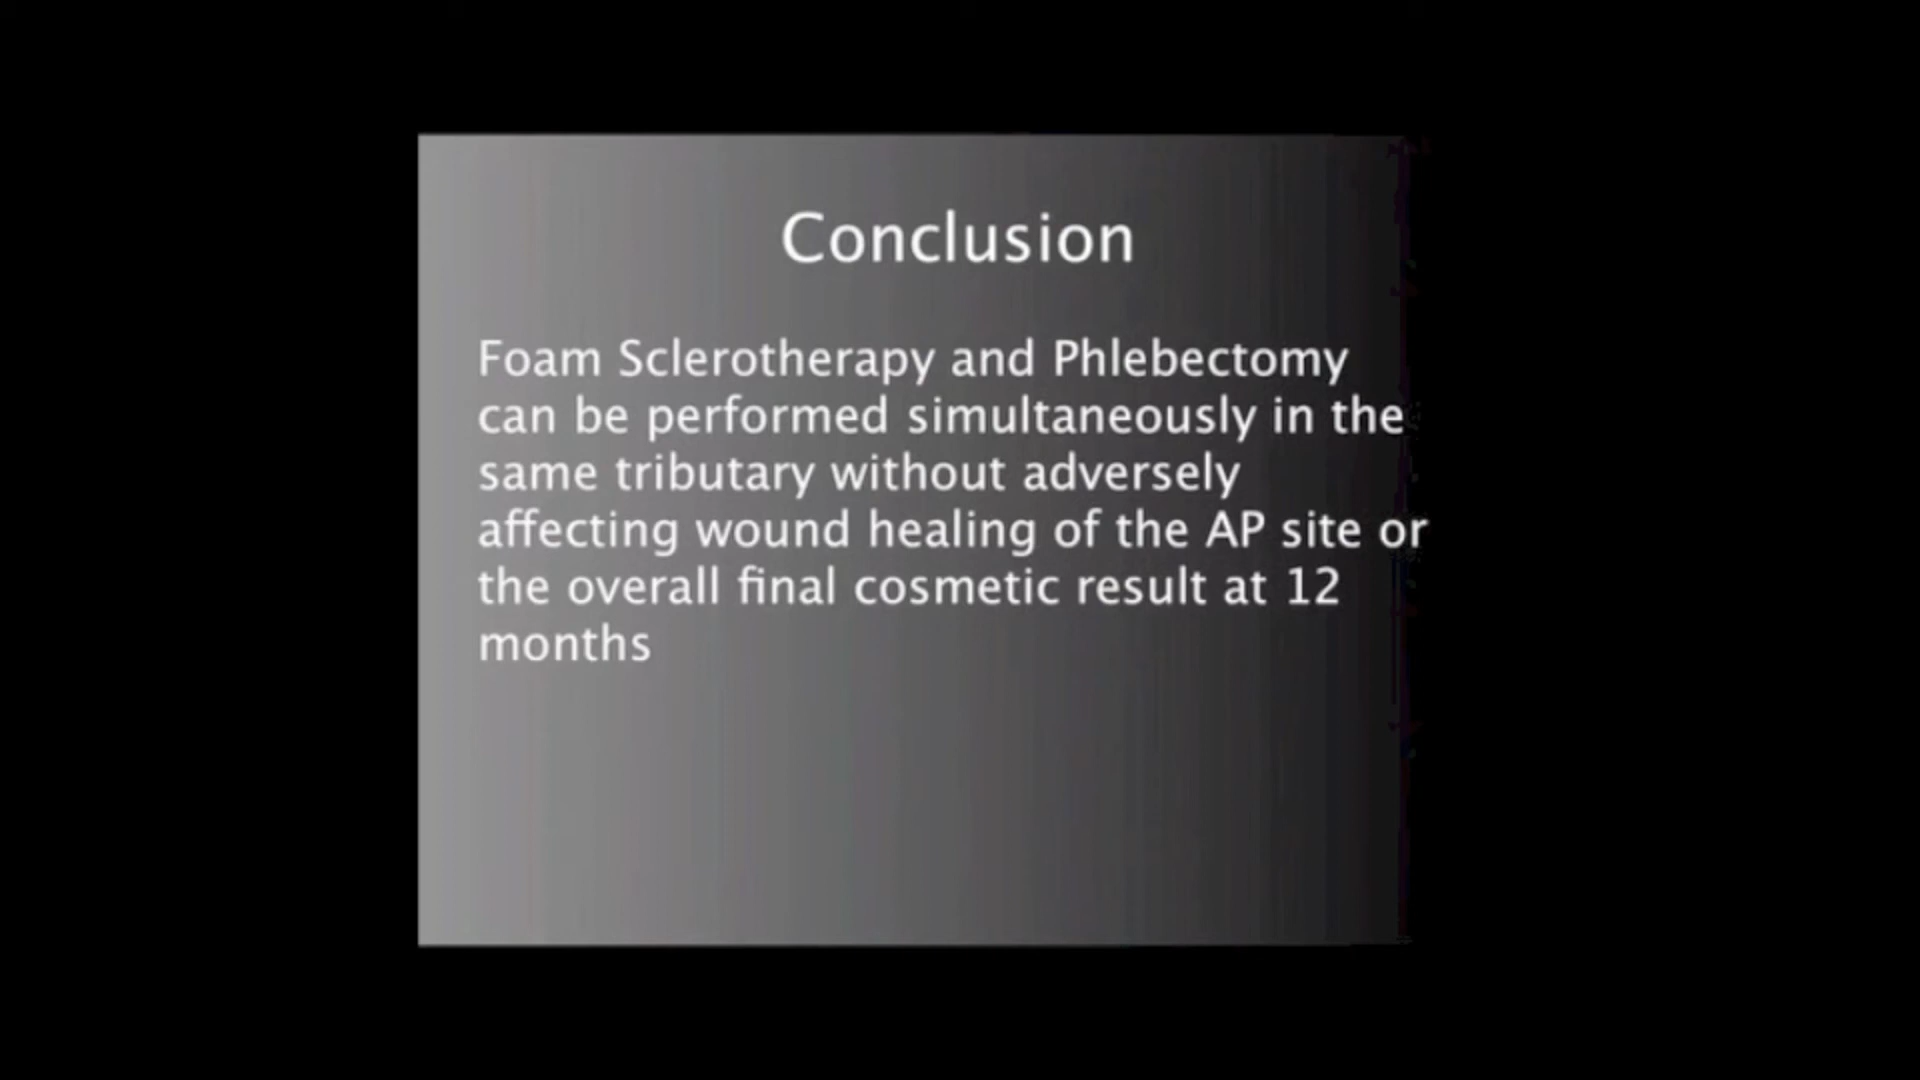 Conclusion
Foam Sclerotherapy and Phlebectomy
can be performed simultaneously in the
same tributary without adversely
affecting wound healing of the AP site or
the overall final cosmetic result at 12
months